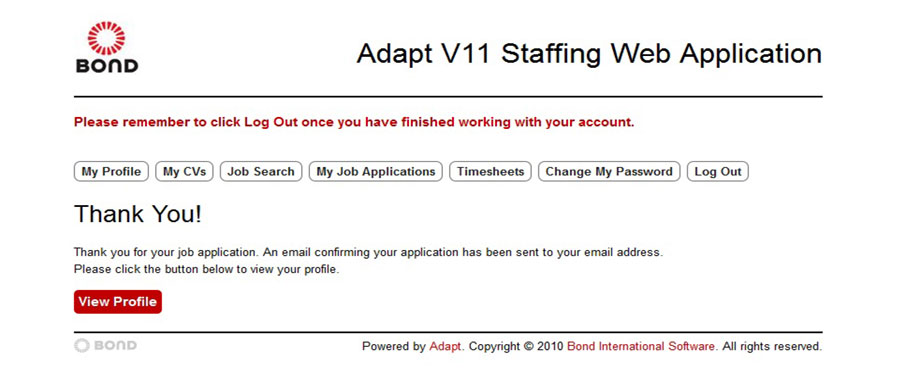 BOND
Adapt V11 Staffing Web Application
Please remember to click Log Out once you have finished working with your account.
My Profile My CVs Job Search My Job Applications Timesheets Change My Password Log Out
Thank You!
Thank you for your job application. An email confirming your application has been sent to your email address.
Please click the button below to view your profile.
View Profile
BOND Powered by Adapt. Copyright © 2010 Bond International Software. All rights reserved.